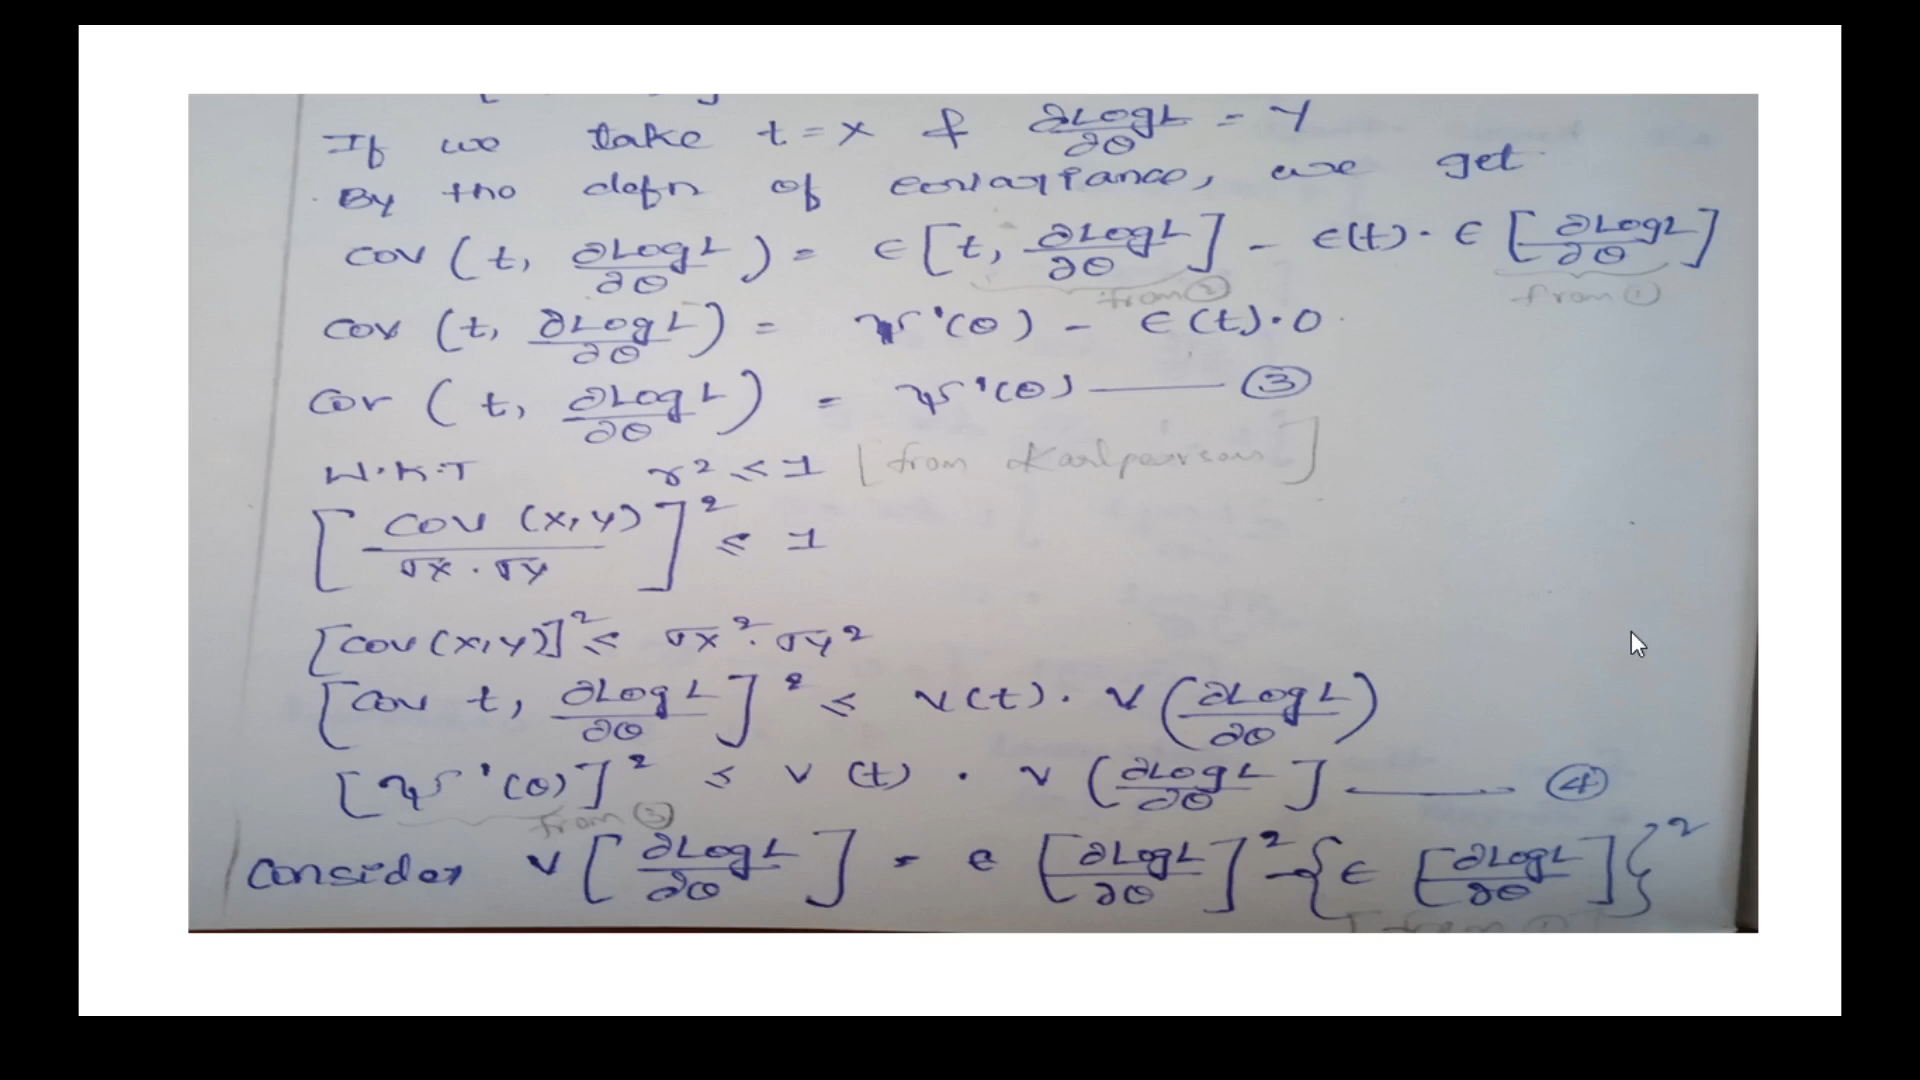 If we take t = x & ∂LogL/∂θ = Y
By the defn of covariance, we get
cov (t, ∂LogL/∂θ) = E[t, ∂LogL/∂θ] - E(t). E [∂LogL/∂θ]
from ② from ①
cov (t, ∂LogL/∂θ) = ψ'(θ) - E(t).0
cov (t, ∂LogL/∂θ) = ψ'(θ) —— ③
W.K.T r² ≤ 1 [from Karlpearsons]
[cov (x,y)/σx . σy]² ≤ 1
[cov (x,y)]² ≤ σx². σy²
[cov t, ∂LogL/∂θ]² ≤ V(t). V (∂LogL/∂θ)
[ψ'(θ)]² ≤ V (t) . V (∂LogL/∂θ] —— ④
from ③
Consider V [∂LogL/∂θ] = E [∂LogL/∂θ]² - {E [∂LogL/∂θ]}²